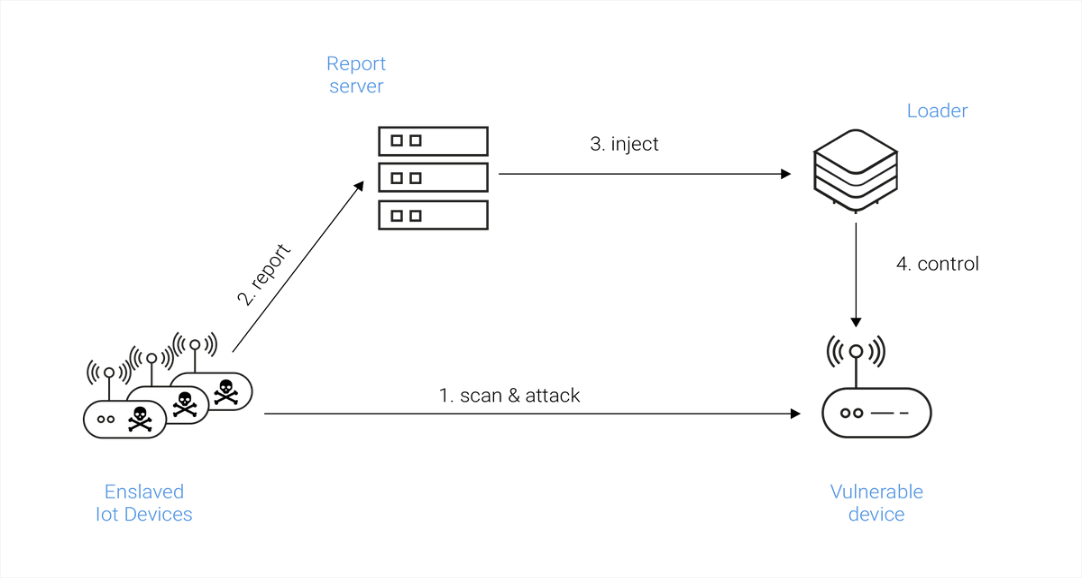 Report
server
Loader
3. inject
2. report
4. control
1. scan & attack
Enslaved
Iot Devices
Vulnerable
device